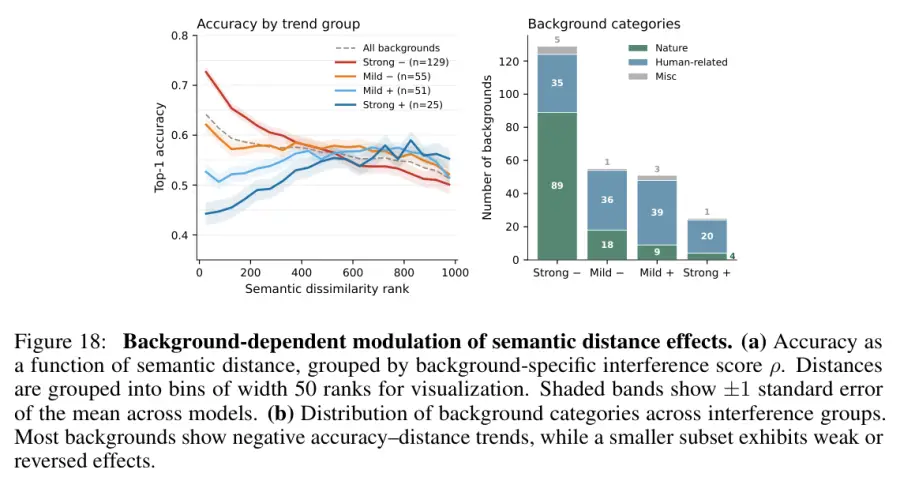 Accuracy by trend group
0.8
0.7
0.6
0.5
0.4
Top-1 accuracy
All backgrounds
Strong − (n=129)
Mild − (n=55)
Mild + (n=51)
Strong + (n=25)
0 200 400 600 800 1000
Semantic dissimilarity rank
Background categories
120
100
80
60
40
20
0
Number of backgrounds
Nature
Human-related
Misc
5
35
89
1
36
18
3
39
9
1
20
4
Strong − Mild − Mild + Strong +
Figure 18: Background-dependent modulation of semantic distance effects. (a) Accuracy as
a function of semantic distance, grouped by background-specific interference score ρ. Distances
are grouped into bins of width 50 ranks for visualization. Shaded bands show ±1 standard error
of the mean across models. (b) Distribution of background categories across interference groups.
Most backgrounds show negative accuracy–distance trends, while a smaller subset exhibits weak or
reversed effects.